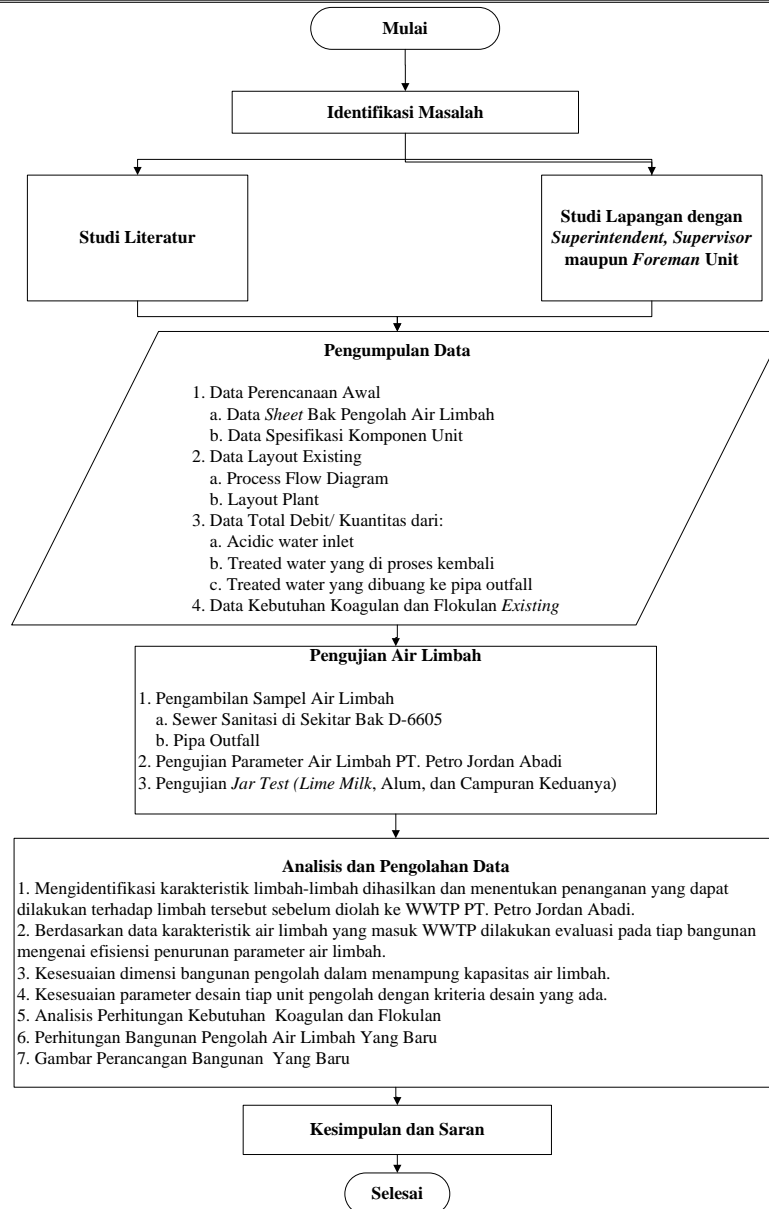 Mulai
Identifikasi Masalah
Studi Literatur
Studi Lapangan dengan
Superintendent, Supervisor
maupun Foreman Unit
Pengumpulan Data
1. Data Perencanaan Awal
a. Data Sheet Bak Pengolah Air Limbah
b. Data Spesifikasi Komponen Unit
2. Data Layout Existing
a. Process Flow Diagram
b. Layout Plant
3. Data Total Debit/ Kuantitas dari:
a. Acidic water inlet
b. Treated water yang di proses kembali
c. Treated water yang dibuang ke pipa outfall
4. Data Kebutuhan Koagulan dan Flokulan Existing
Pengujian Air Limbah
1. Pengambilan Sampel Air Limbah
a. Sewer Sanitasi di Sekitar Bak D-6605
b. Pipa Outfall
2. Pengujian Parameter Air Limbah PT. Petro Jordan Abadi
3. Pengujian Jar Test (Lime Milk, Alum, dan Campuran Keduanya)
Analisis dan Pengolahan Data
1. Mengidentifikasi karakteristik limbah-limbah dihasilkan dan menentukan penanganan yang dapat
dilakukan terhadap limbah tersebut sebelum diolah ke WWTP PT. Petro Jordan Abadi.
2. Berdasarkan data karakteristik air limbah yang masuk WWTP dilakukan evaluasi pada tiap bangunan
mengenai efisiensi penurunan parameter air limbah.
3. Kesesuaian dimensi bangunan pengolah dalam menampung kapasitas air limbah.
4. Kesesuaian parameter desain tiap unit pengolah dengan kriteria desain yang ada.
5. Analisis Perhitungan Kebutuhan Koagulan dan Flokulan
6. Perhitungan Bangunan Pengolah Air Limbah Yang Baru
7. Gambar Perancangan Bangunan Yang Baru
Kesimpulan dan Saran
Selesai